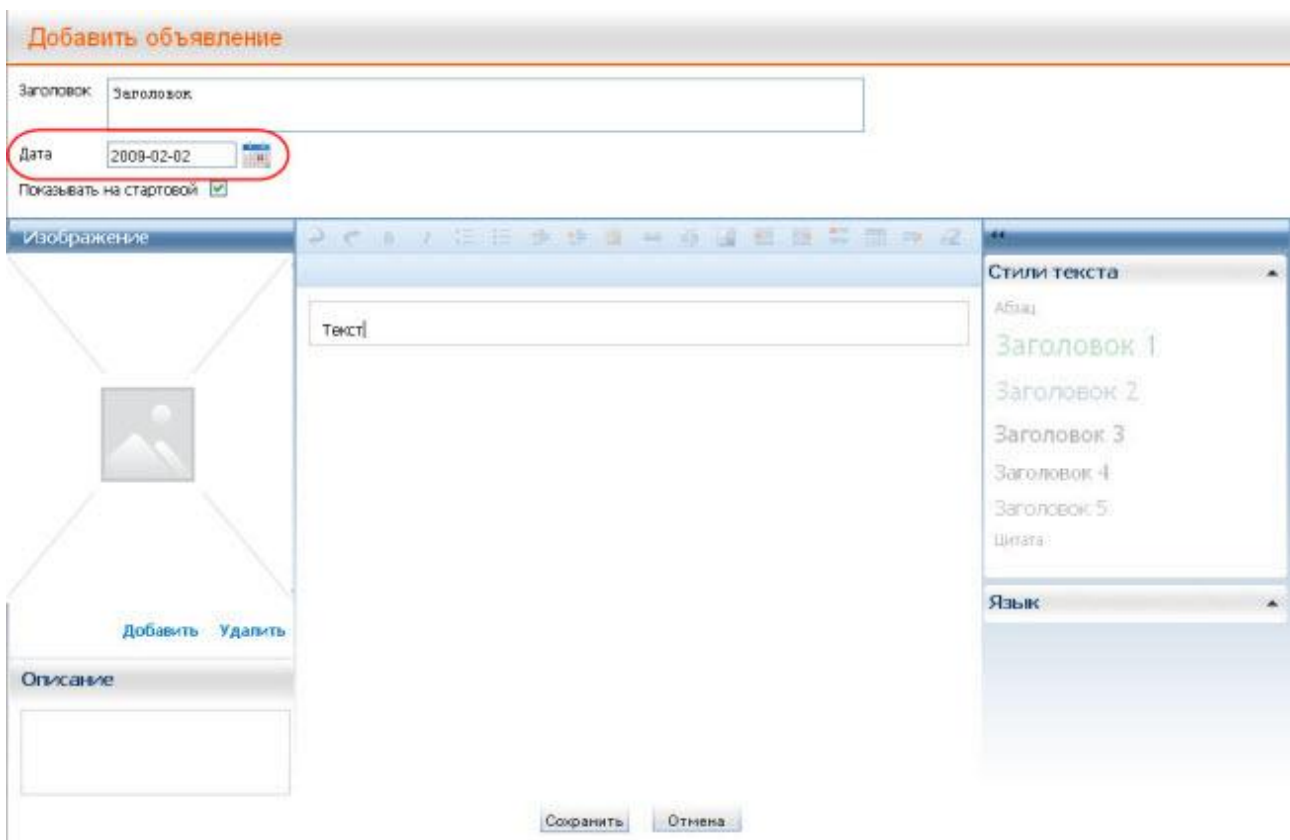 Добавить объявление
Заголовок
Заголовок
Дата
2009-02-02
Показывать на стартовой
Изображение
Текст
Добавить Удалить
Описание
Стили текста
Абзац
Заголовок 1
Заголовок 2
Заголовок 3
Заголовок 4
Заголовок 5
Цитата
Язык
Сохранить Отмена